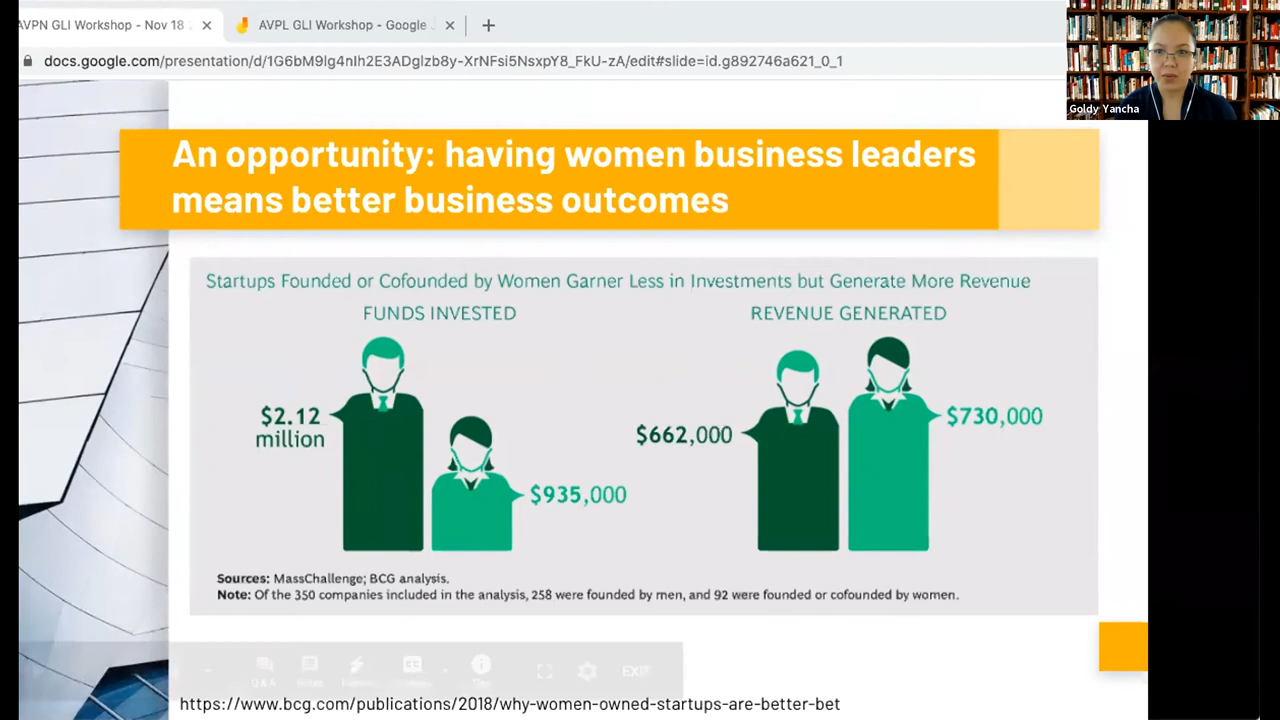 AVPN GLI Workshop - Nov 18
AVPL GLI Workshop - Google
docs.google.com/presentation/d/1G6bM9Ig4nIh2E3ADglzb8y-XrNFsi5NsxpY8_FkU-zA/edit#slide=id.g892746a621_0_1
Goldy Yancha
An opportunity: having women business leaders
means better business outcomes
Startups Founded or Cofounded by Women Garner Less in Investments but Generate More Revenue
FUNDS INVESTED
REVENUE GENERATED
$2.12
million
$935,000
$662,000
$730,000
Sources: MassChallenge; BCG analysis.
Note: Of the 350 companies included in the analysis, 258 were founded by men, and 92 were founded or cofounded by women.
Q & A
Notes
EXIT
https://www.bcg.com/publications/2018/why-women-owned-startups-are-better-bet